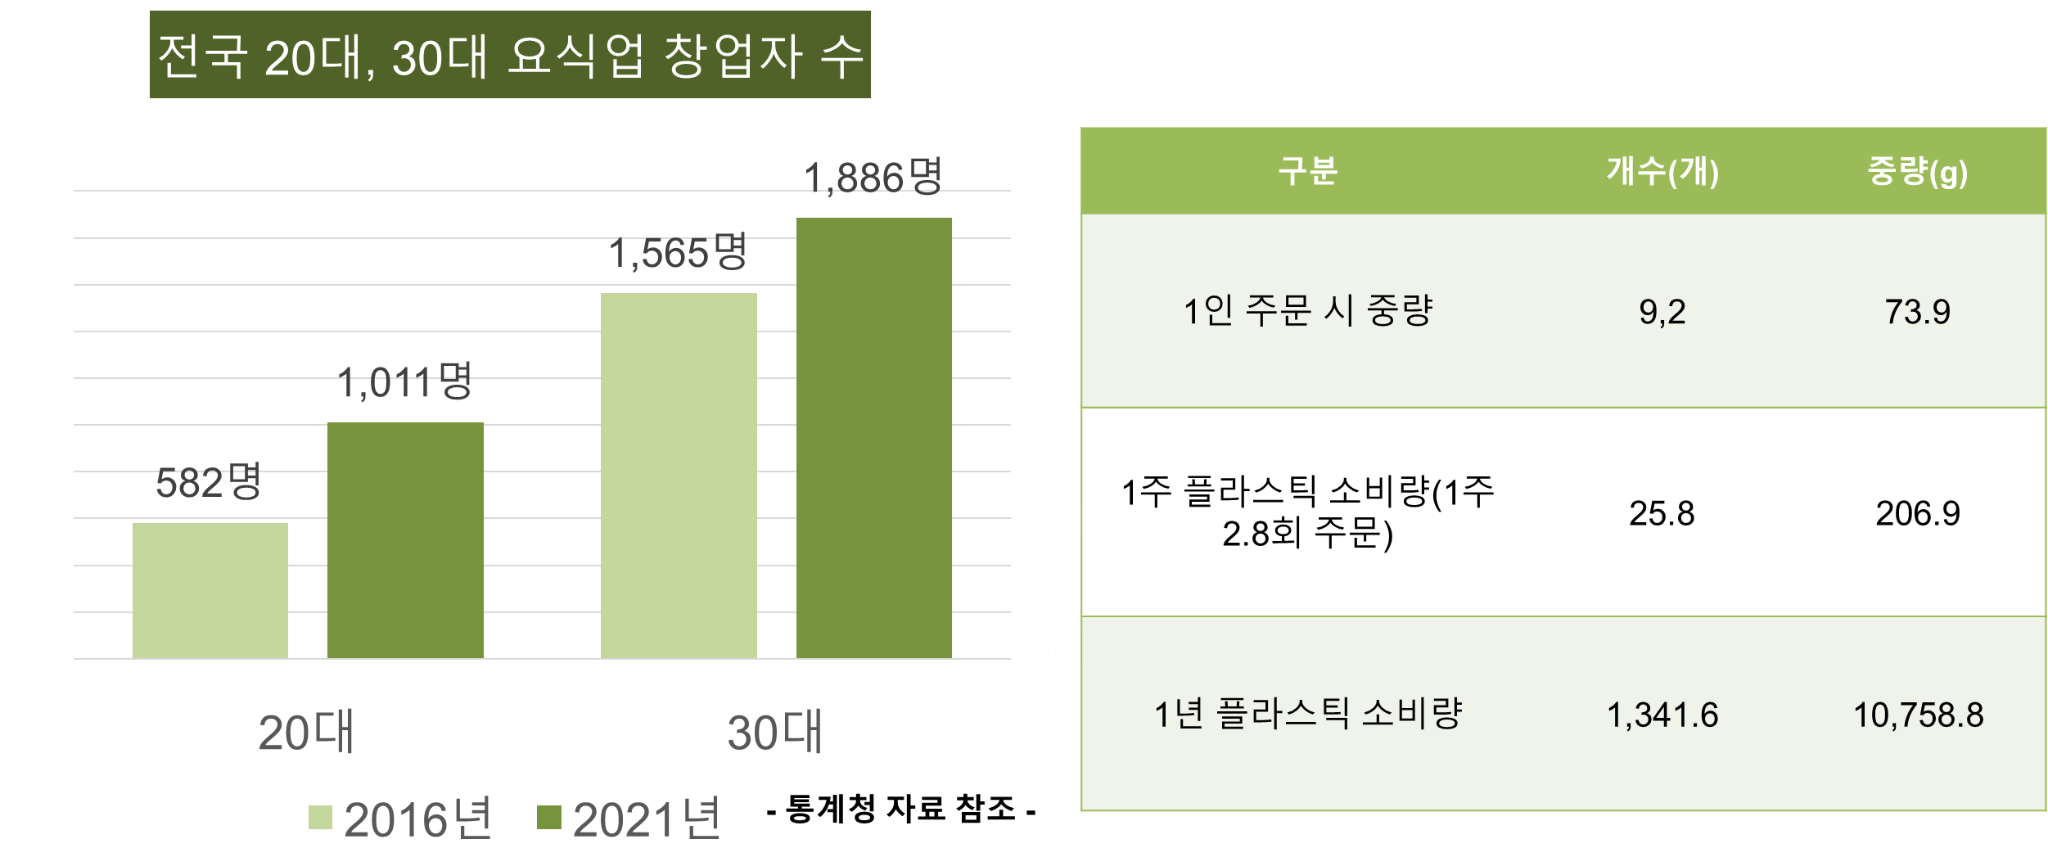 전국 20대, 30대 요식업 창업자 수
1,886명
1,565명
1,011명
582명
20대 30대
2016년 2021년
- 통계청 자료 참조 -
구분 개수(개) 중량(g)
1인 주문 시 중량 9,2 73.9
1주 플라스틱 소비량(1주
2.8회 주문) 25.8 206.9
1년 플라스틱 소비량 1,341.6 10,758.8